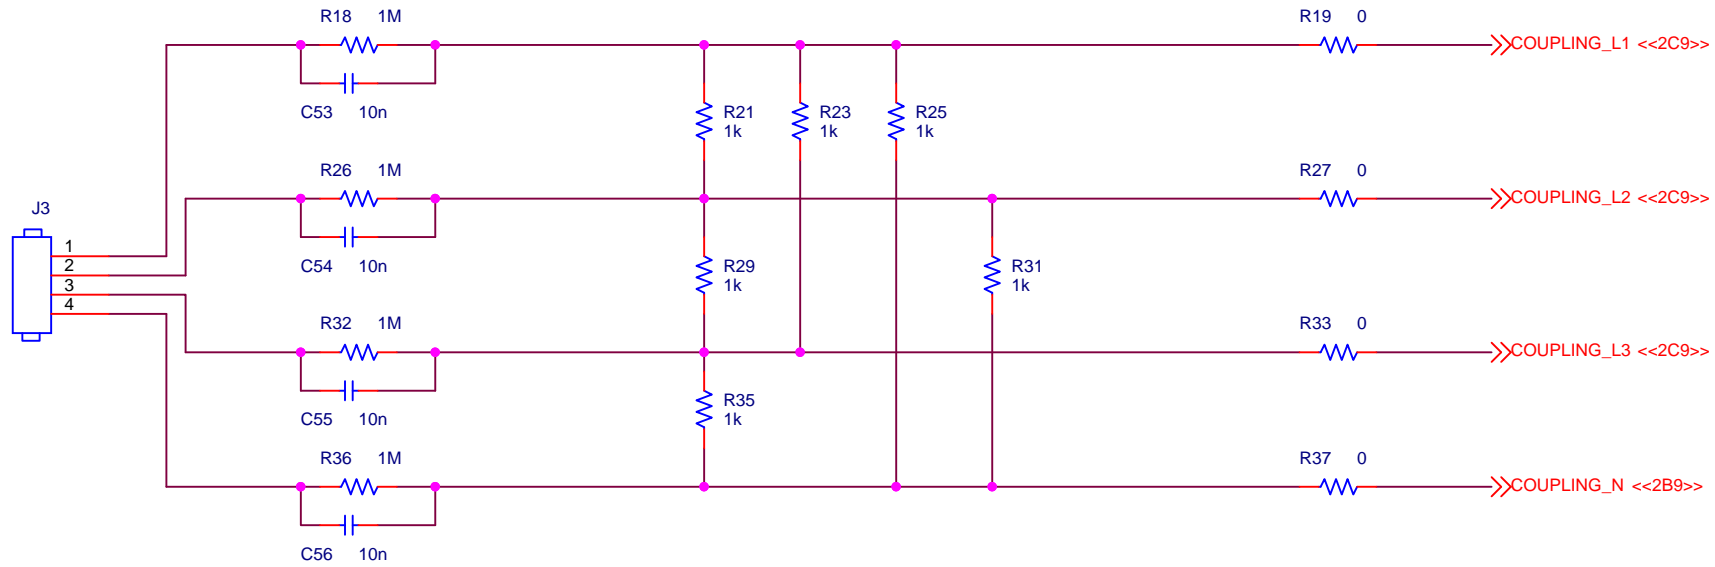 R18 1M
R19 0
COUPLING_L1 <<2C9>>
C53 10n
R21
1k
R23
1k
R25
1k
R26 1M
R27 0
COUPLING_L2 <<2C9>>
J3
1
2
3
4
C54 10n
R29
1k
R31
1k
R32 1M
R33 0
COUPLING_L3 <<2C9>>
C55 10n
R35
1k
R36 1M
R37 0
COUPLING_N <<2B9>>
C56 10n